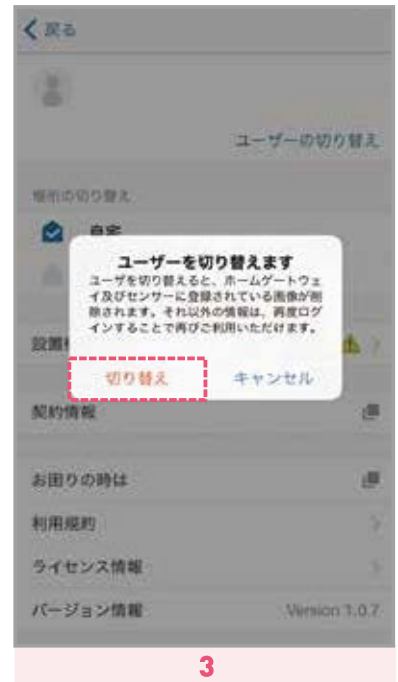 戻る
ユーザーの切り替え
場所の切り替え
自宅
ユーザーを切り替えます
ユーザを切り替えると、ホームゲートウェ
イ及びセンサーに登録されている画像が削
除されます。それ以外の情報は、再度ログ
インすることで再びご利用いただけます。
設置
切り替え
キャンセル
契約情報
お困りの時は
利用規約
ライセンス情報
バージョン情報
Version 1.0.7
3